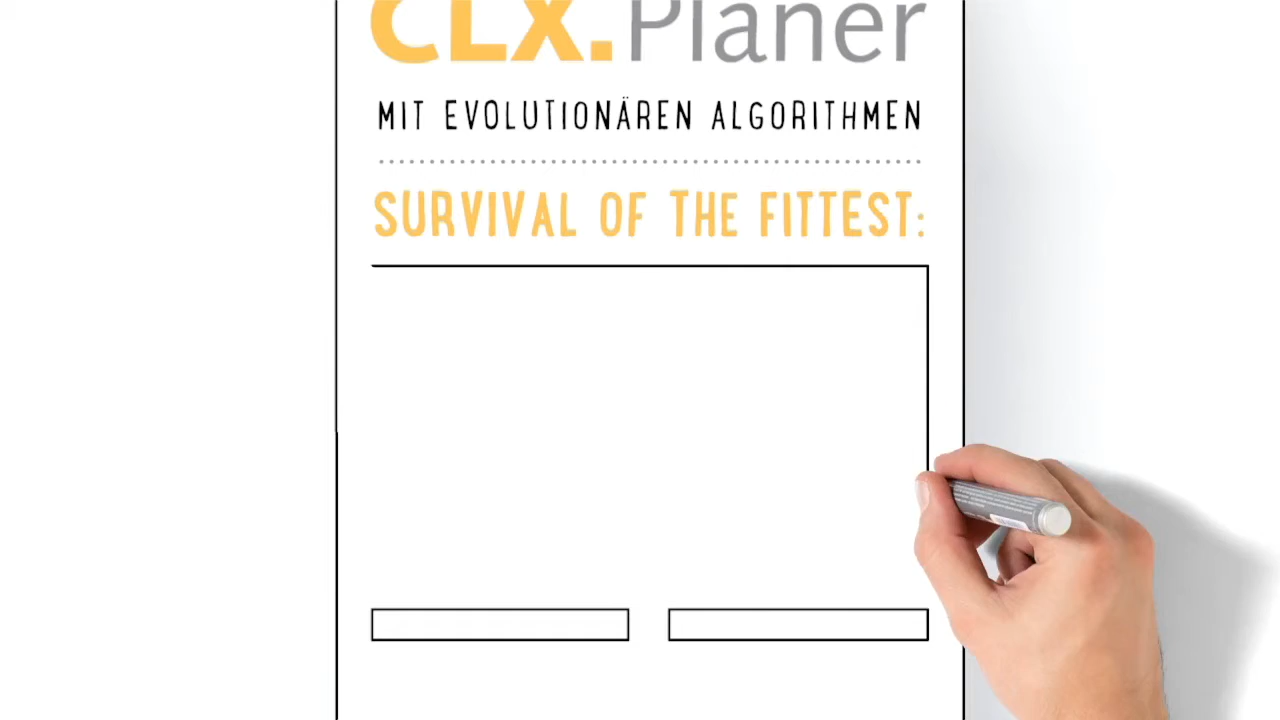 CLX.Planer
MIT EVOLUTIONÄREN ALGORITHMEN
SURVIVAL OF THE FITTEST: